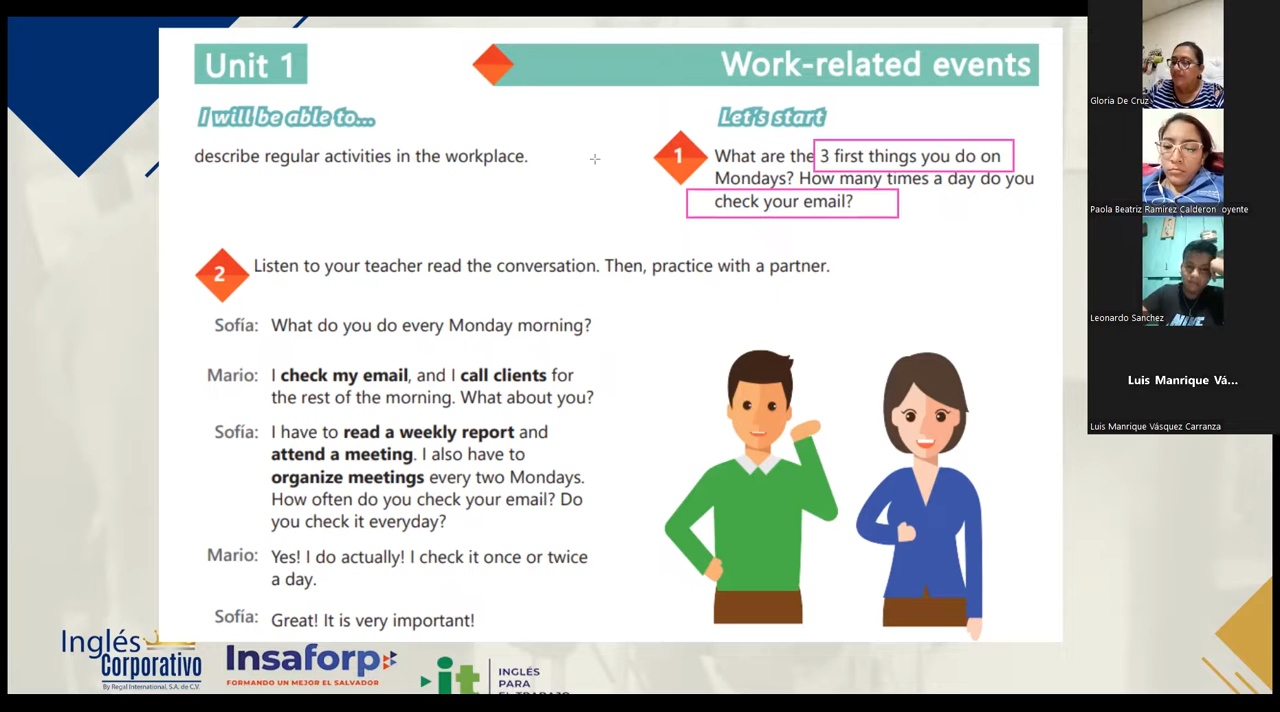 Unit 1
Work-related events
I will be able to...
describe regular activities in the workplace.
Let's start
1
What are the 3 first things you do on
Mondays? How many times a day do you
check your email?
2
Listen to your teacher read the conversation. Then, practice with a partner.
Sofía: What do you do every Monday morning?
Mario: I check my email, and I call clients for
the rest of the morning. What about you?
Sofía: I have to read a weekly report and
attend a meeting. I also have to
organize meetings every two Mondays.
How often do you check your email? Do
you check it everyday?
Mario: Yes! I do actually! I check it once or twice
a day.
Sofía: Great! It is very important!
Inglés
Corporativo
By Regal International, S.A. de C.V.
Insaforp
FORMANDO UN MEJOR EL SALVADOR
it
INGLÉS
PARA
EL TRABAJO
Gloria De Cruz
Paola Beatriz Ramirez Calderon oyente
Leonardo Sanchez
NIKE
Luis Manrique Vá...
Luis Manrique Vásquez Carranza